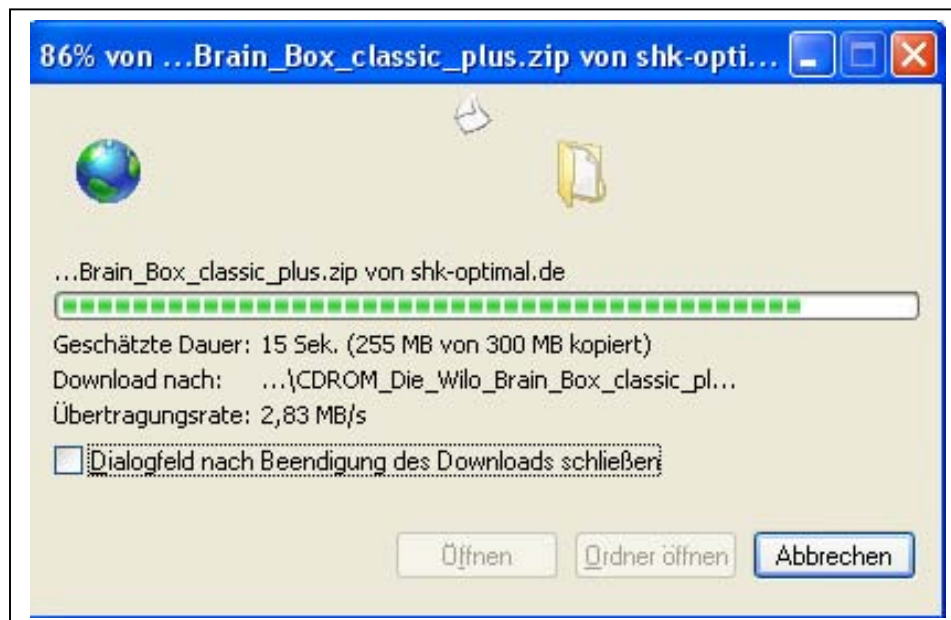 86% von ...Brain_Box_classic_plus.zip von shk-opti...
...Brain_Box_classic_plus.zip von shk-optimal.de
Geschätzte Dauer: 15 Sek. (255 MB von 300 MB kopiert)
Download nach: ...\CDROM_Die_Wilo_Brain_Box_classic_pl...
Übertragungsrate: 2,83 MB/s
Dialogfeld nach Beendigung des Downloads schließen
Öffnen Ordner öffnen Abbrechen